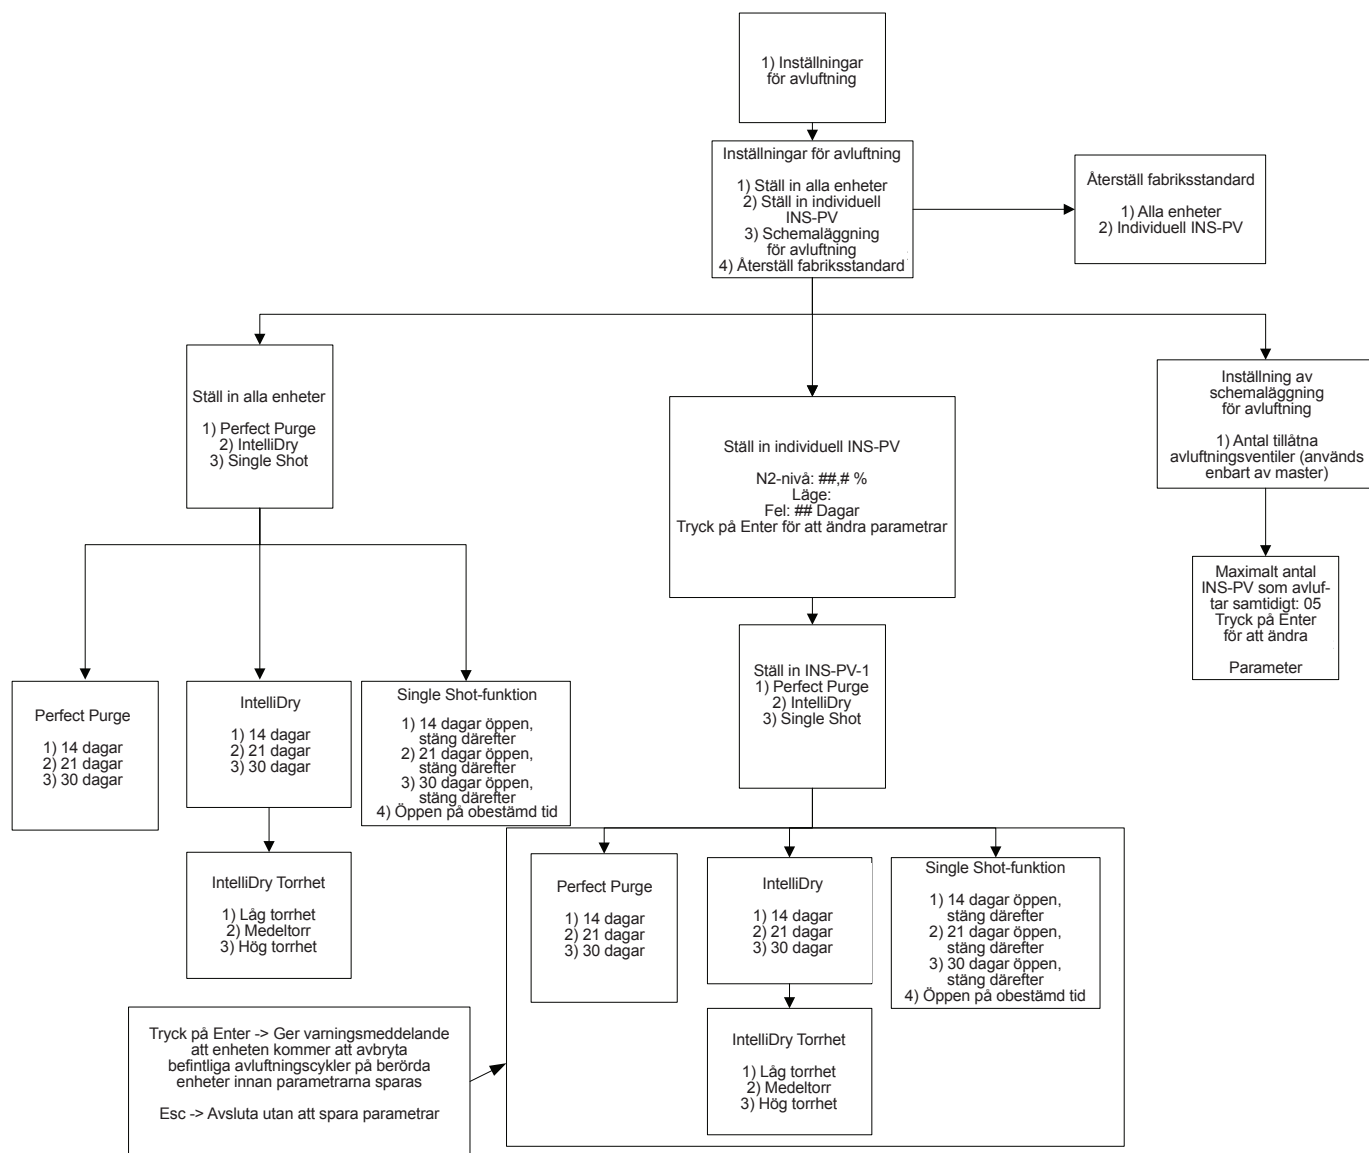 1) Inställningar
för avluftning
Inställningar för avluftning
1) Ställ in alla enheter
2) Ställ in individuell
INS-PV
3) Schemaläggning
för avluftning
4) Återställ fabriksstandard
Återställ fabriksstandard
1) Alla enheter
2) Individuell INS-PV
Ställ in alla enheter
1) Perfect Purge
2) IntelliDry
3) Single Shot
Ställ in individuell INS-PV
N2-nivå: ##,# %
Läge:
Fel: ## Dagar
Tryck på Enter för att ändra parametrar
Inställning av
schemaläggning
för avluftning
1) Antal tillåtna
avluftningsventiler (används
enbart av master)
Maximalt antal
INS-PV som avluf-
tar samtidigt: 05
Tryck på Enter
för att ändra
Parameter
Ställ in INS-PV-1
1) Perfect Purge
2) IntelliDry
3) Single Shot
Perfect Purge
1) 14 dagar
2) 21 dagar
3) 30 dagar
IntelliDry
1) 14 dagar
2) 21 dagar
3) 30 dagar
Single Shot-funktion
1) 14 dagar öppen,
stäng därefter
2) 21 dagar öppen,
stäng därefter
3) 30 dagar öppen,
stäng därefter
4) Öppen på obestämd tid
IntelliDry Torrhet
1) Låg torrhet
2) Medeltorr
3) Hög torrhet
Perfect Purge
1) 14 dagar
2) 21 dagar
3) 30 dagar
IntelliDry
1) 14 dagar
2) 21 dagar
3) 30 dagar
Single Shot-funktion
1) 14 dagar öppen,
stäng därefter
2) 21 dagar öppen,
stäng därefter
3) 30 dagar öppen,
stäng därefter
4) Öppen på obestämd tid
IntelliDry Torrhet
1) Låg torrhet
2) Medeltorr
3) Hög torrhet
Tryck på Enter -> Ger varningsmeddelande
att enheten kommer att avbryta
befintliga avluftningscykler på berörda
enheter innan parametrarna sparas
Esc -> Avsluta utan att spara parametrar